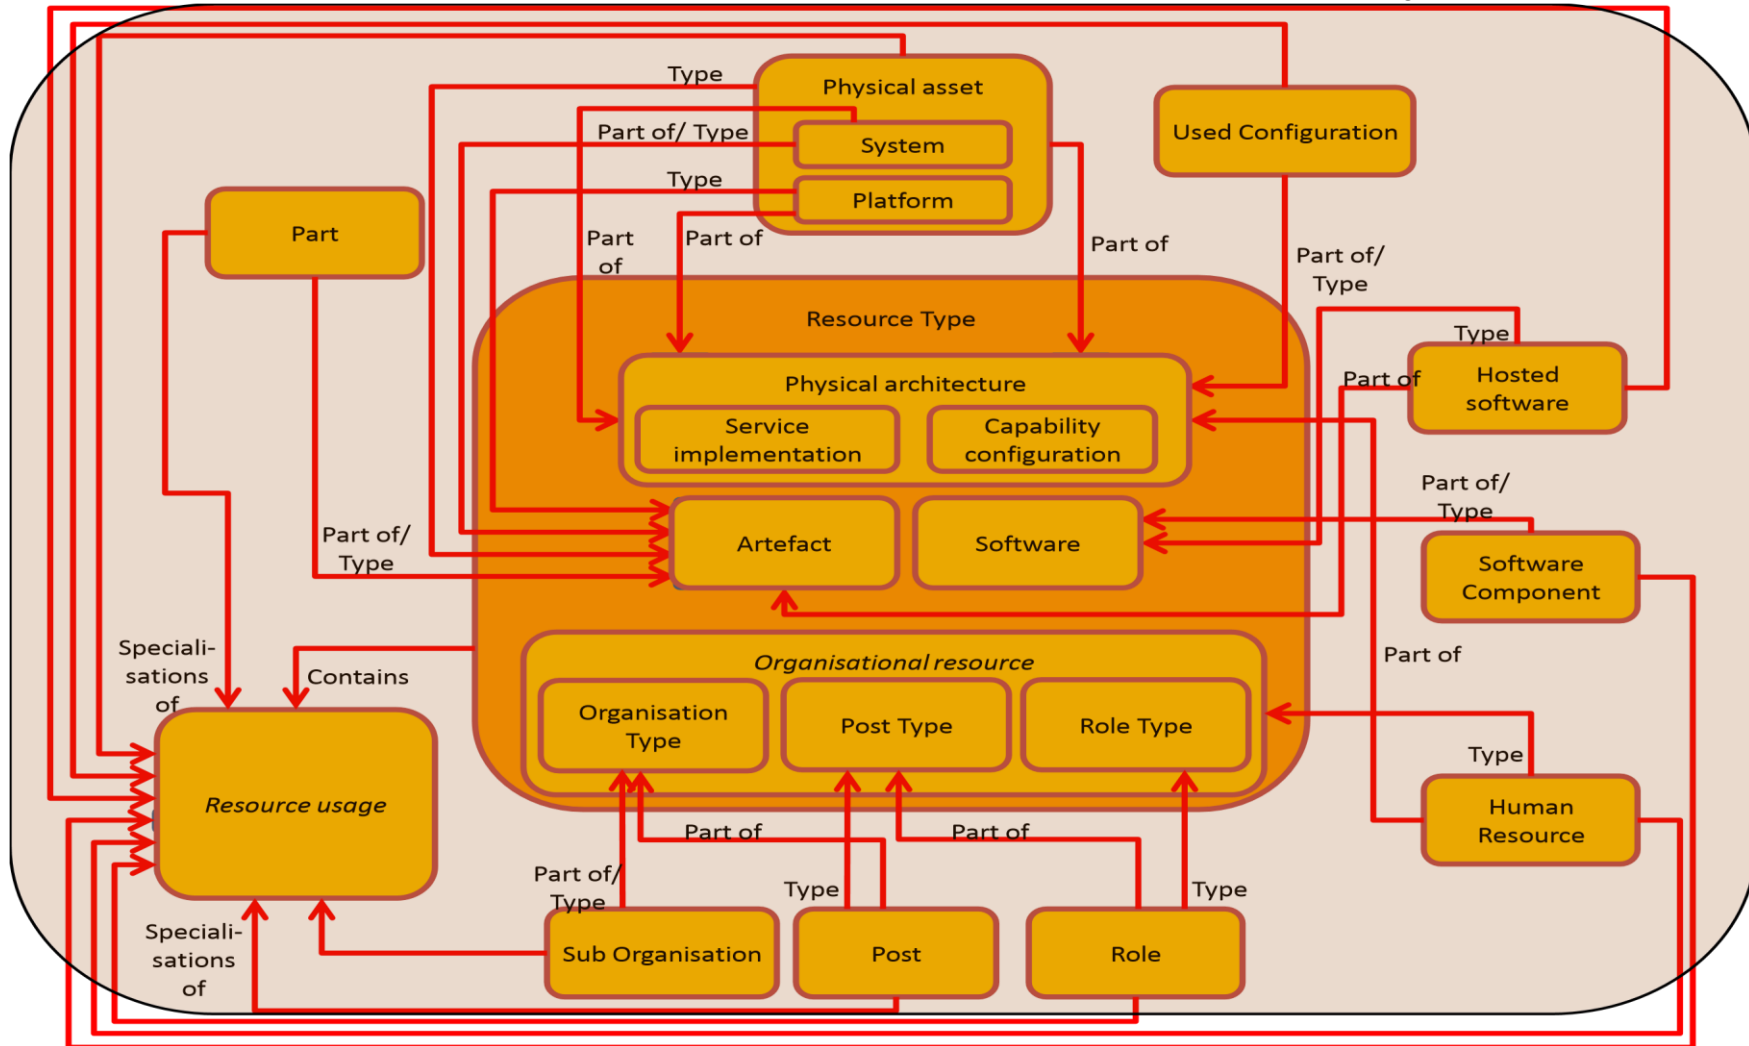 Type
Physical asset
Part of/ Type
System
Used Configuration
Type
Platform
Part
Part
of
Part of
Part of
Part of/
Type
Resource Type
Type
Physical architecture
Part of
Hosted
software
Service
implementation
Capability
configuration
Part of/
Type
Part of/
Type
Artefact
Software
Software
Component
Speciali-
sations
of
Contains
Organisational resource
Part of
Organisation
Type
Post Type
Role Type
Type
Resource usage
Human
Resource
Part of
Part of
Part of/
Type
Type
Type
Speciali-
sations
of
Sub Organisation
Post
Role